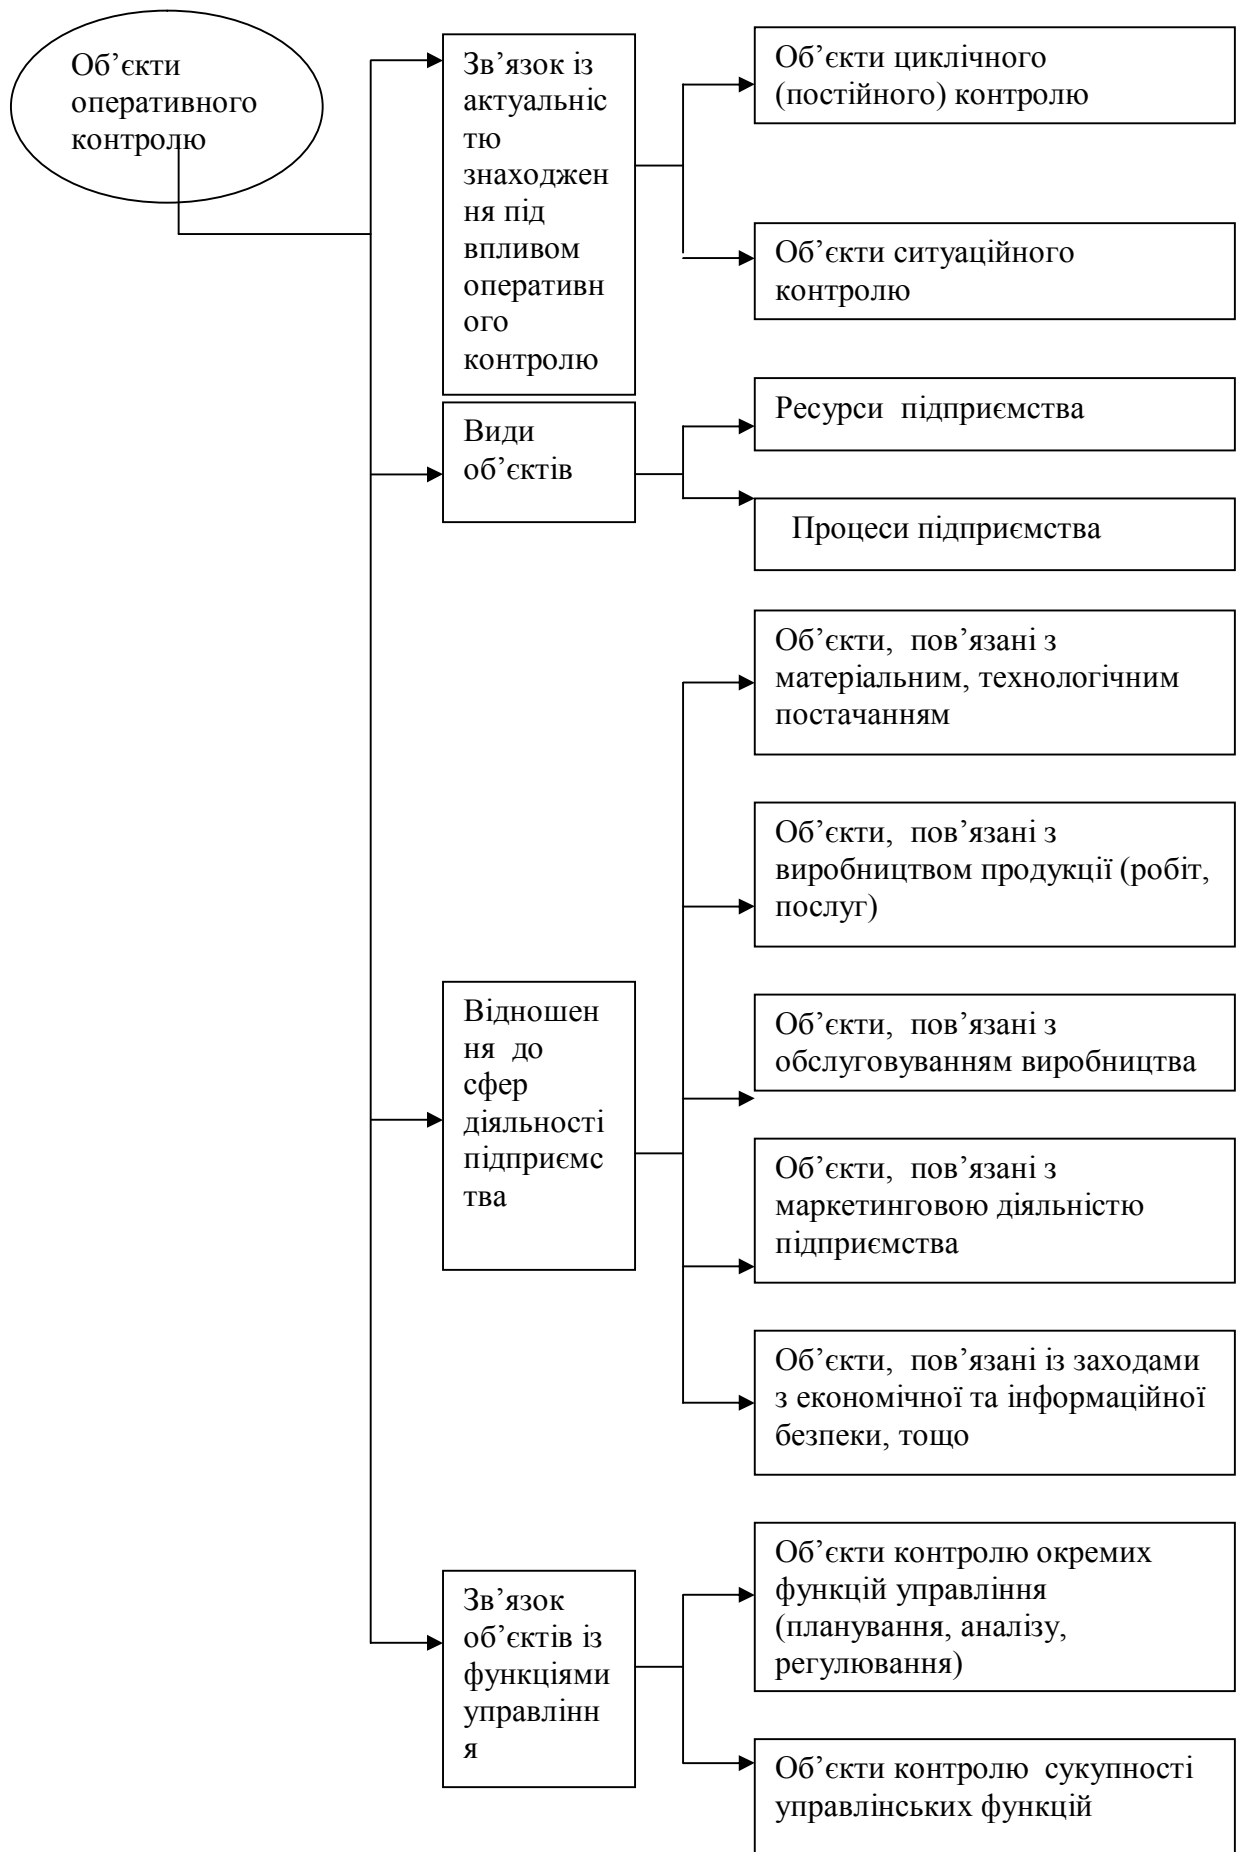 Об’єкти
оперативного
контролю
Зв’язок із
актуальніс
тю
знаходжен
ня під
впливом
оперативн
ого
контролю
Об’єкти циклічного
(постійного) контролю
Об’єкти ситуаційного
контролю
Види
об’єктів
Ресурси підприємства
Процеси підприємства
Відношен
ня до
сфер
діяльності
підприємс
тва
Об’єкти, пов’язані з
матеріальним, технологічним
постачанням
Об’єкти, пов’язані з
виробництвом продукції (робіт,
послуг)
Об’єкти, пов’язані з
обслуговуванням виробництва
Об’єкти, пов’язані з
маркетинговою діяльністю
підприємства
Об’єкти, пов’язані із заходами
з економічної та інформаційної
безпеки, тощо
Зв’язок
об’єктів із
функціями
управлінн
я
Об’єкти контролю окремих
функцій управління
(планування, аналізу,
регулювання)
Об’єкти контролю сукупності
управлінських функцій